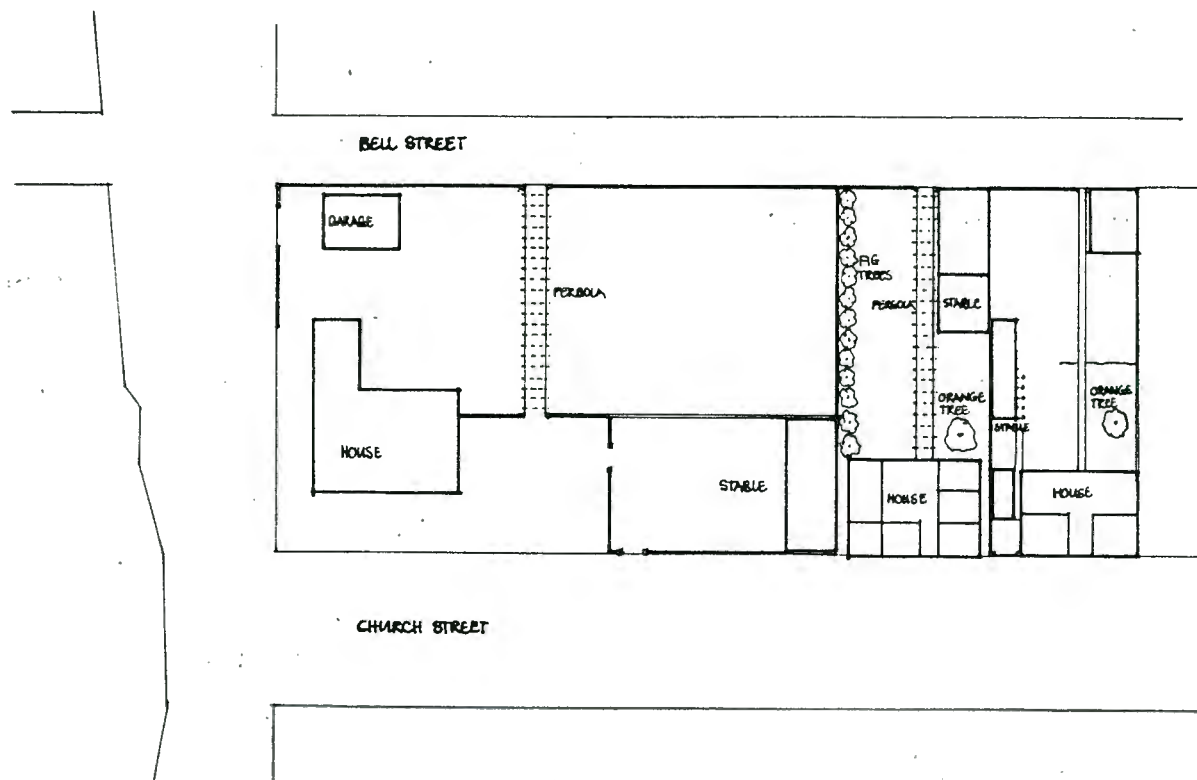 BELL STREET
GARAGE
PERGOLA
FIG
TREES
PERGOLA
STABLE
ORANGE
TREE
STABLE
ORANGE
TREE
HOUSE
STABLE
HOUSE
HOUSE
CHURCH STREET